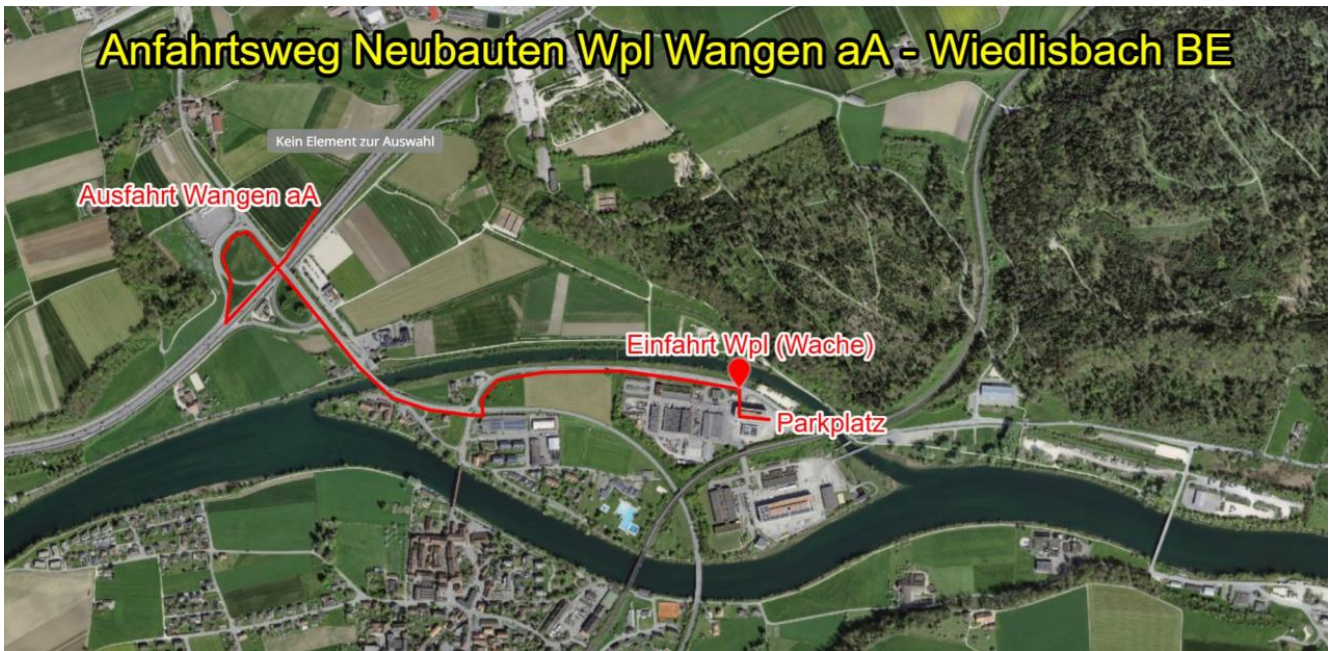 Anfahrtsweg Neubauten Wpl Wangen aA - Wiedlisbach BE
Kein Element zur Auswahl
Ausfahrt Wangen aA
Einfahrt Wpl (Wache)
Parkplatz